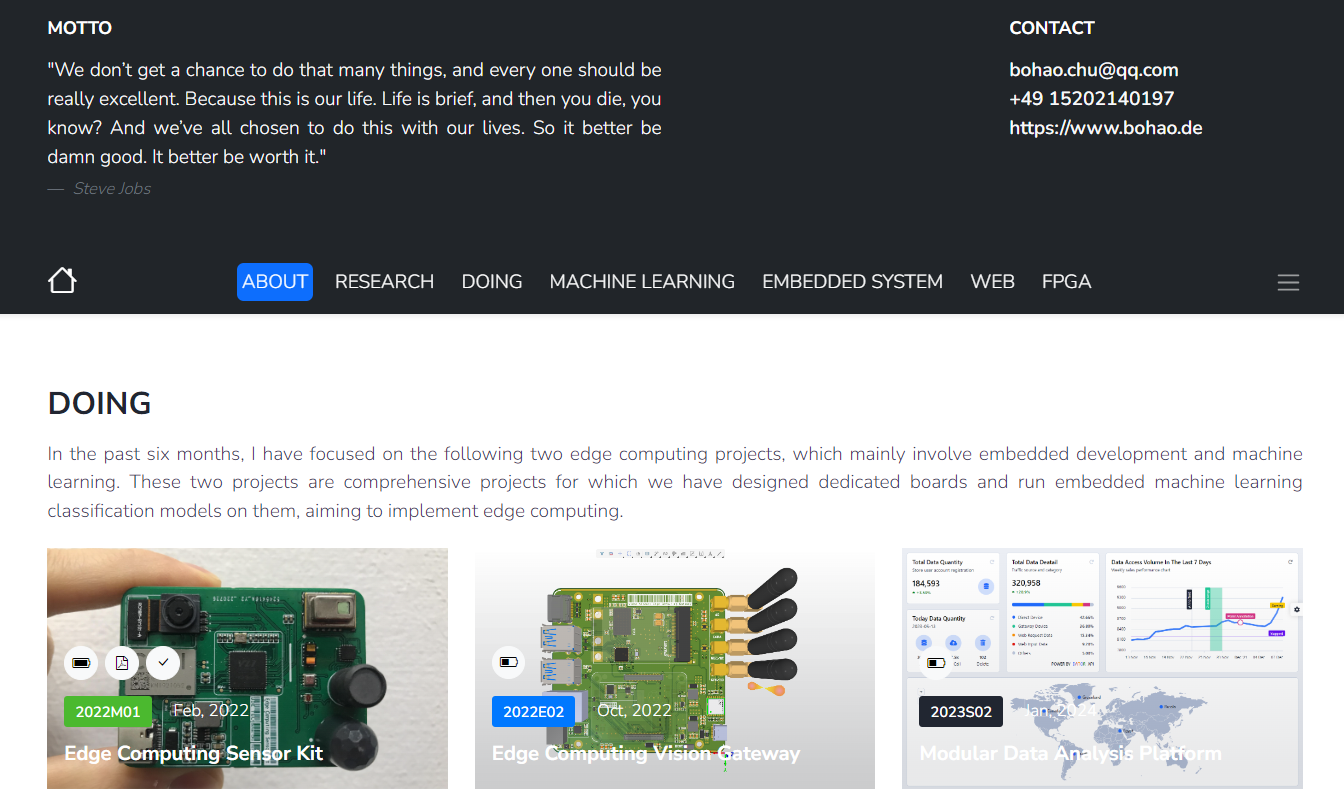 MOTTO
"We don’t get a chance to do that many things, and every one should be
really excellent. Because this is our life. Life is brief, and then you die, you
know? And we’ve all chosen to do this with our lives. So it better be
damn good. It better be worth it."
— Steve Jobs
CONTACT
bohao.chu@qq.com
+49 15202140197
https://www.bohao.de
ABOUT RESEARCH DOING MACHINE LEARNING EMBEDDED SYSTEM WEB FPGA
DOING
In the past six months, I have focused on the following two edge computing projects, which mainly involve embedded development and machine
learning. These two projects are comprehensive projects for which we have designed dedicated boards and run embedded machine learning
classification models on them, aiming to implement edge computing.
2022M01 Feb, 2022
Edge Computing Sensor Kit
2022E02 Oct, 2022
Edge Computing Vision Gateway
Total Data Quantity
184,593
Total Data Deatail
320,958
Data Access Volume In The Last 7 Days
Today Data Quantity
2023S02 Jan, 2024
Modular Data Analysis Platform